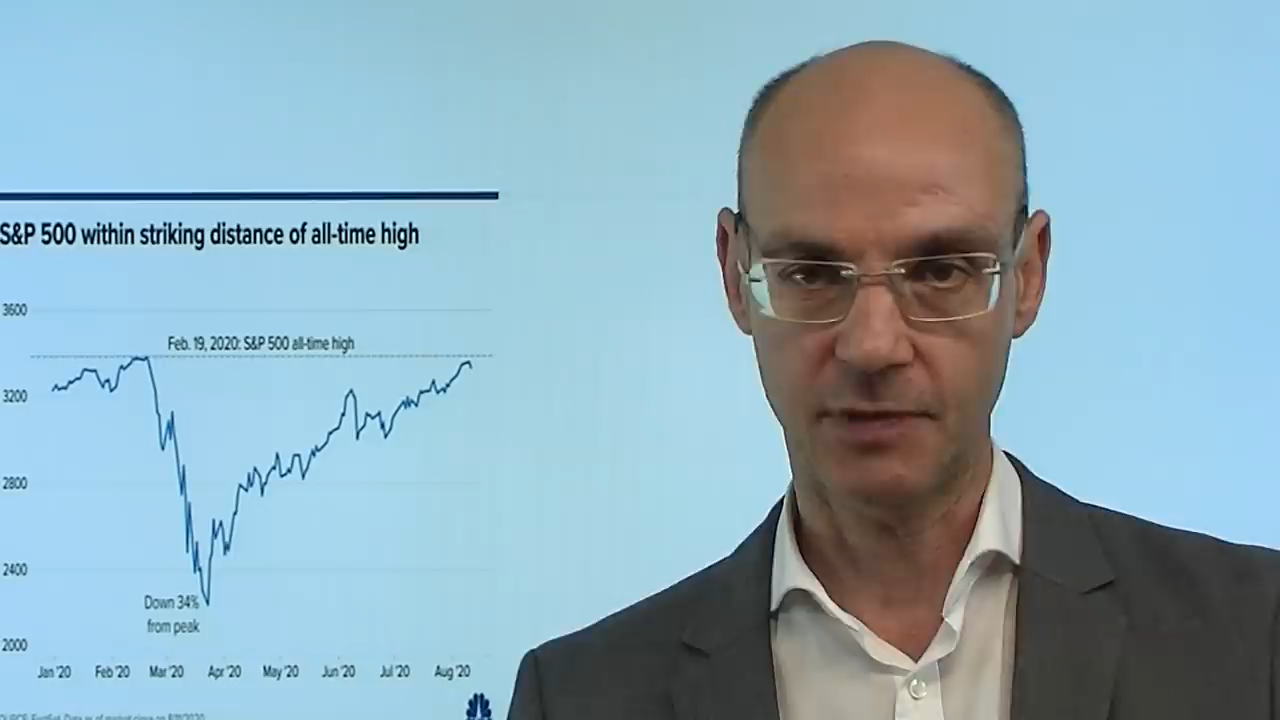 S&P 500 within striking distance of all-time high
3600
Feb. 19, 2020: S&P 500 all-time high
3200
2800
2400
Down 34%
from peak
2000
Jan '20 Feb '20 Mar '20 Apr '20 May '20 Jun '20 Jul '20 Aug '20